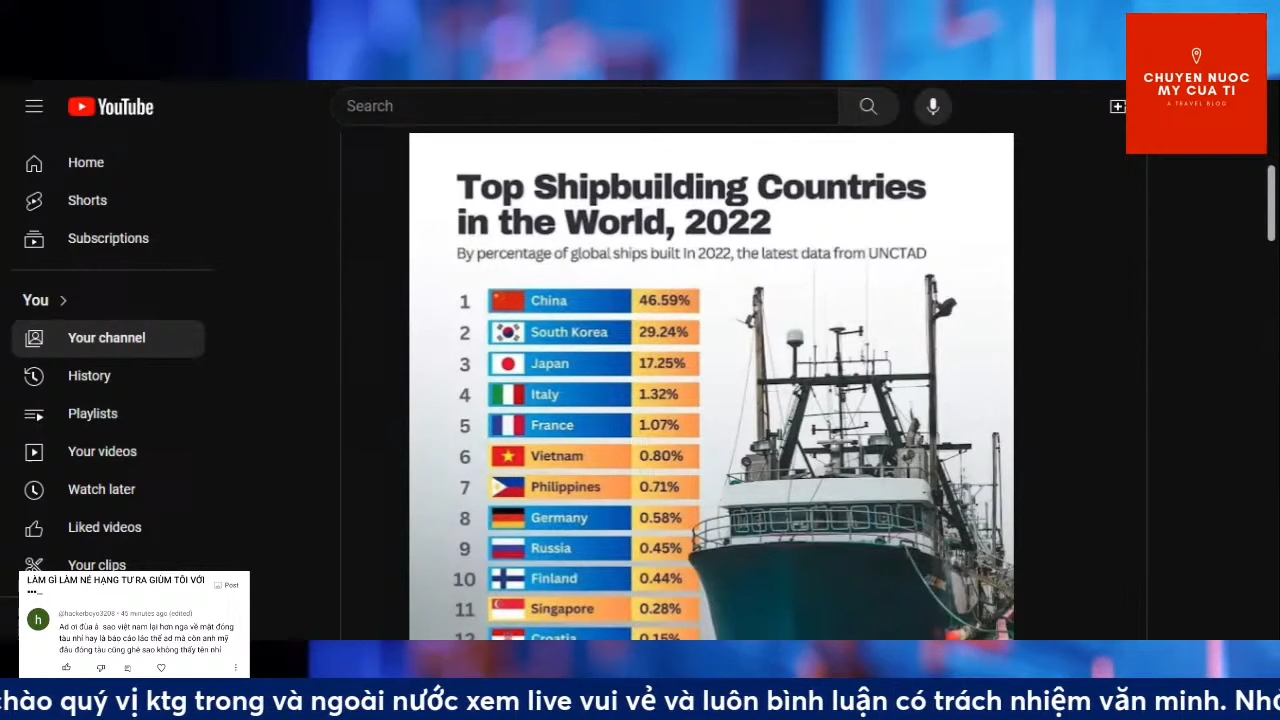 CHUYEN NUOC
MY CUA TI
A TRAVEL BLOG
YouTube
Search
Home
Shorts
Subscriptions
You
Your channel
History
Playlists
Your videos
Watch later
Liked videos
Your clips
Top Shipbuilding Countries
in the World, 2022
By percentage of global ships built in 2022, the latest data from UNCTAD
1 China 46.59%
2 South Korea 29.24%
3 Japan 17.25%
4 Italy 1.32%
5 France 1.07%
6 Vietnam 0.80%
7 Philippines 0.71%
8 Germany 0.58%
9 Russia 0.45%
10 Finland 0.44%
11 Singapore 0.28%
12 Croatia 0.15%
LÀM GÌ LÀM NÉ HẠNG TƯ RA GIÙM TÔI VỚI
•••... Post
h
@hackerboyo3208 • 45 minutes ago (edited)
Ad ơi đùa à sao việt nam lại hơn nga về mặt đóng
tàu nhỉ hay là báo cáo lác thế ad mà còn anh mỹ
đâu đóng tàu cũng ghê sao không thấy tên nhỉ
chào quý vị ktg trong và ngoài nước xem live vui vẻ và luôn bình luận có trách nhiệm văn minh. Nhớ